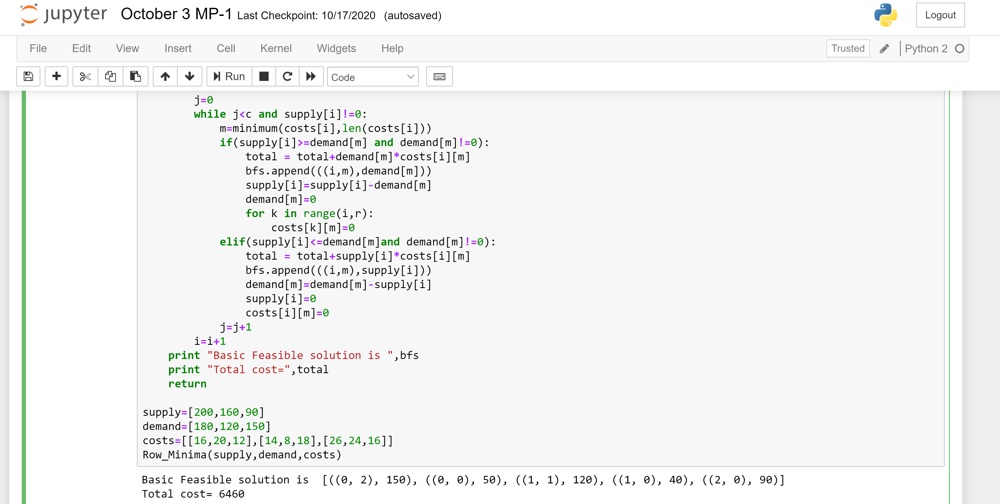 jupyter October 3 MP-1 Last Checkpoint: 10/17/2020 (autosaved) Logout
File Edit View Insert Cell Kernel Widgets Help Trusted Python 2
Run Code
        j=0
        while j<c and supply[i]!=0:
            m=minimum(costs[i],len(costs[i]))
            if(supply[i]>=demand[m] and demand[m]!=0):
                total = total+demand[m]*costs[i][m]
                bfs.append(((i,m),demand[m]))
                supply[i]=supply[i]-demand[m]
                demand[m]=0
                for k in range(i,r):
                    costs[k][m]=0
            elif(supply[i]<=demand[m]and demand[m]!=0):
                total = total+supply[i]*costs[i][m]
                bfs.append(((i,m),supply[i]))
                demand[m]=demand[m]-supply[i]
                supply[i]=0
                costs[i][m]=0
            j=j+1
        i=i+1
    print "Basic Feasible solution is ",bfs
    print "Total cost=",total
    return
supply=[200,160,90]
demand=[180,120,150]
costs=[[16,20,12],[14,8,18],[26,24,16]]
Row_Minima(supply,demand,costs)
Basic Feasible solution is  [((0, 2), 150), ((0, 0), 50), ((1, 1), 120), ((1, 0), 40), ((2, 0), 90)]
Total cost= 6460